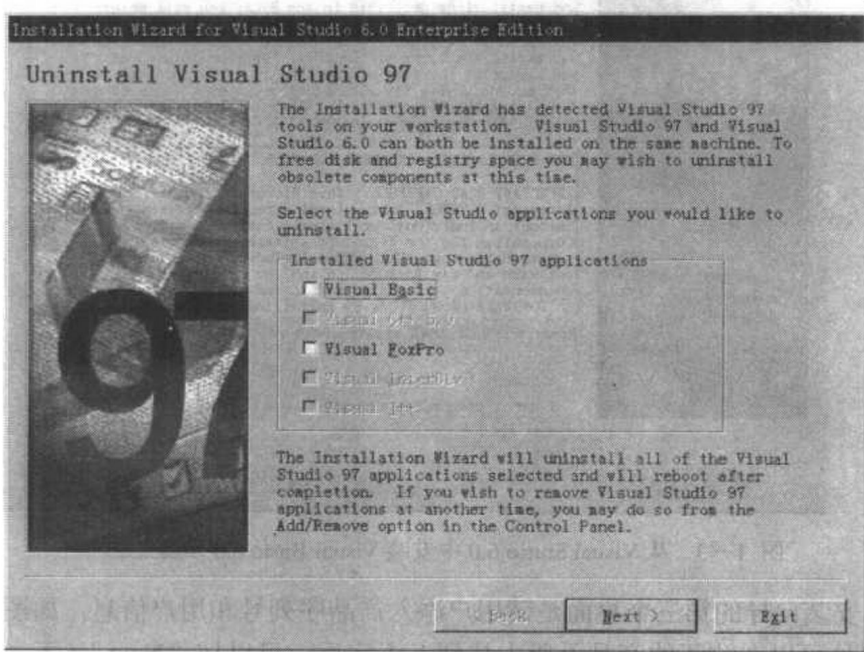 Installation Wizard for Visual Studio 6.0 Enterprise Edition
Uninstall Visual Studio 97
The Installation Wizard has detected Visual Studio 97
tools on your workstation. Visual Studio 97 and Visual
Studio 6.0 can both be installed on the same machine. To
free disk and registry space you may wish to uninstall
obsolete components at this time.
Select the Visual Studio applications you would like to
uninstall.
Installed Visual Studio 97 applications
Visual Basic
Visual
Visual FoxPro
Visual
Visual
97
The Installation Wizard will uninstall all of the Visual
Studio 97 applications selected and will reboot after
completion. If you wish to remove Visual Studio 97
applications at another time, you may do so from the
Add/Remove option in the Control Panel.
Next >
Exit